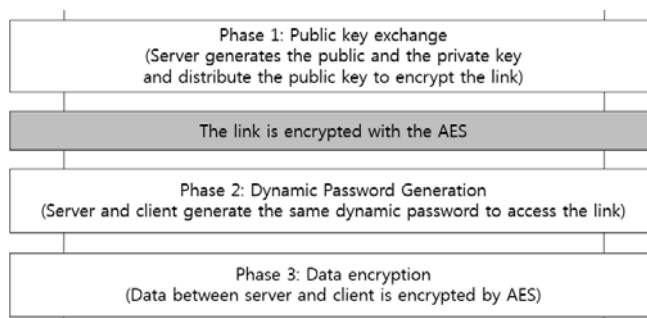 Phase 1: Public key exchange
(Server generates the public and the private key
and distribute the public key to encrypt the link)
The link is encrypted with the AES
Phase 2: Dynamic Password Generation
(Server and client generate the same dynamic password to access the link)
Phase 3: Data encryption
(Data between server and client is encrypted by AES)